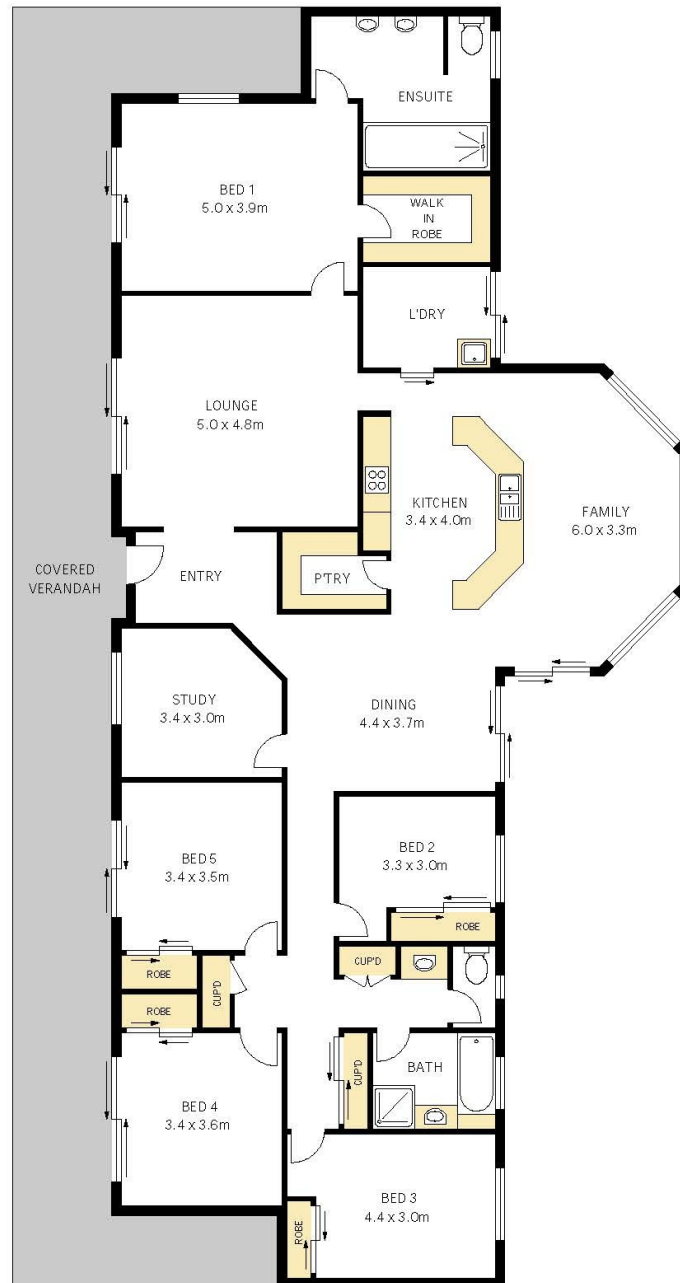 ENSUITE
BED 1
5.0 x 3.9m
WALK
IN
ROBE
L'DRY
LOUNGE
5.0 x 4.8m
KITCHEN
3.4 x 4.0m
FAMILY
6.0 x 3.3m
COVERED
VERANDAH
ENTRY
P'TRY
STUDY
3.4 x 3.0m
DINING
4.4 x 3.7m
BED 5
3.4 x 3.5m
BED 2
3.3 x 3.0m
ROBE
ROBE
CUP'D
CUP'D
ROBE
BED 4
3.4 x 3.6m
CUP'D
BATH
BED 3
4.4 x 3.0m
ROBE